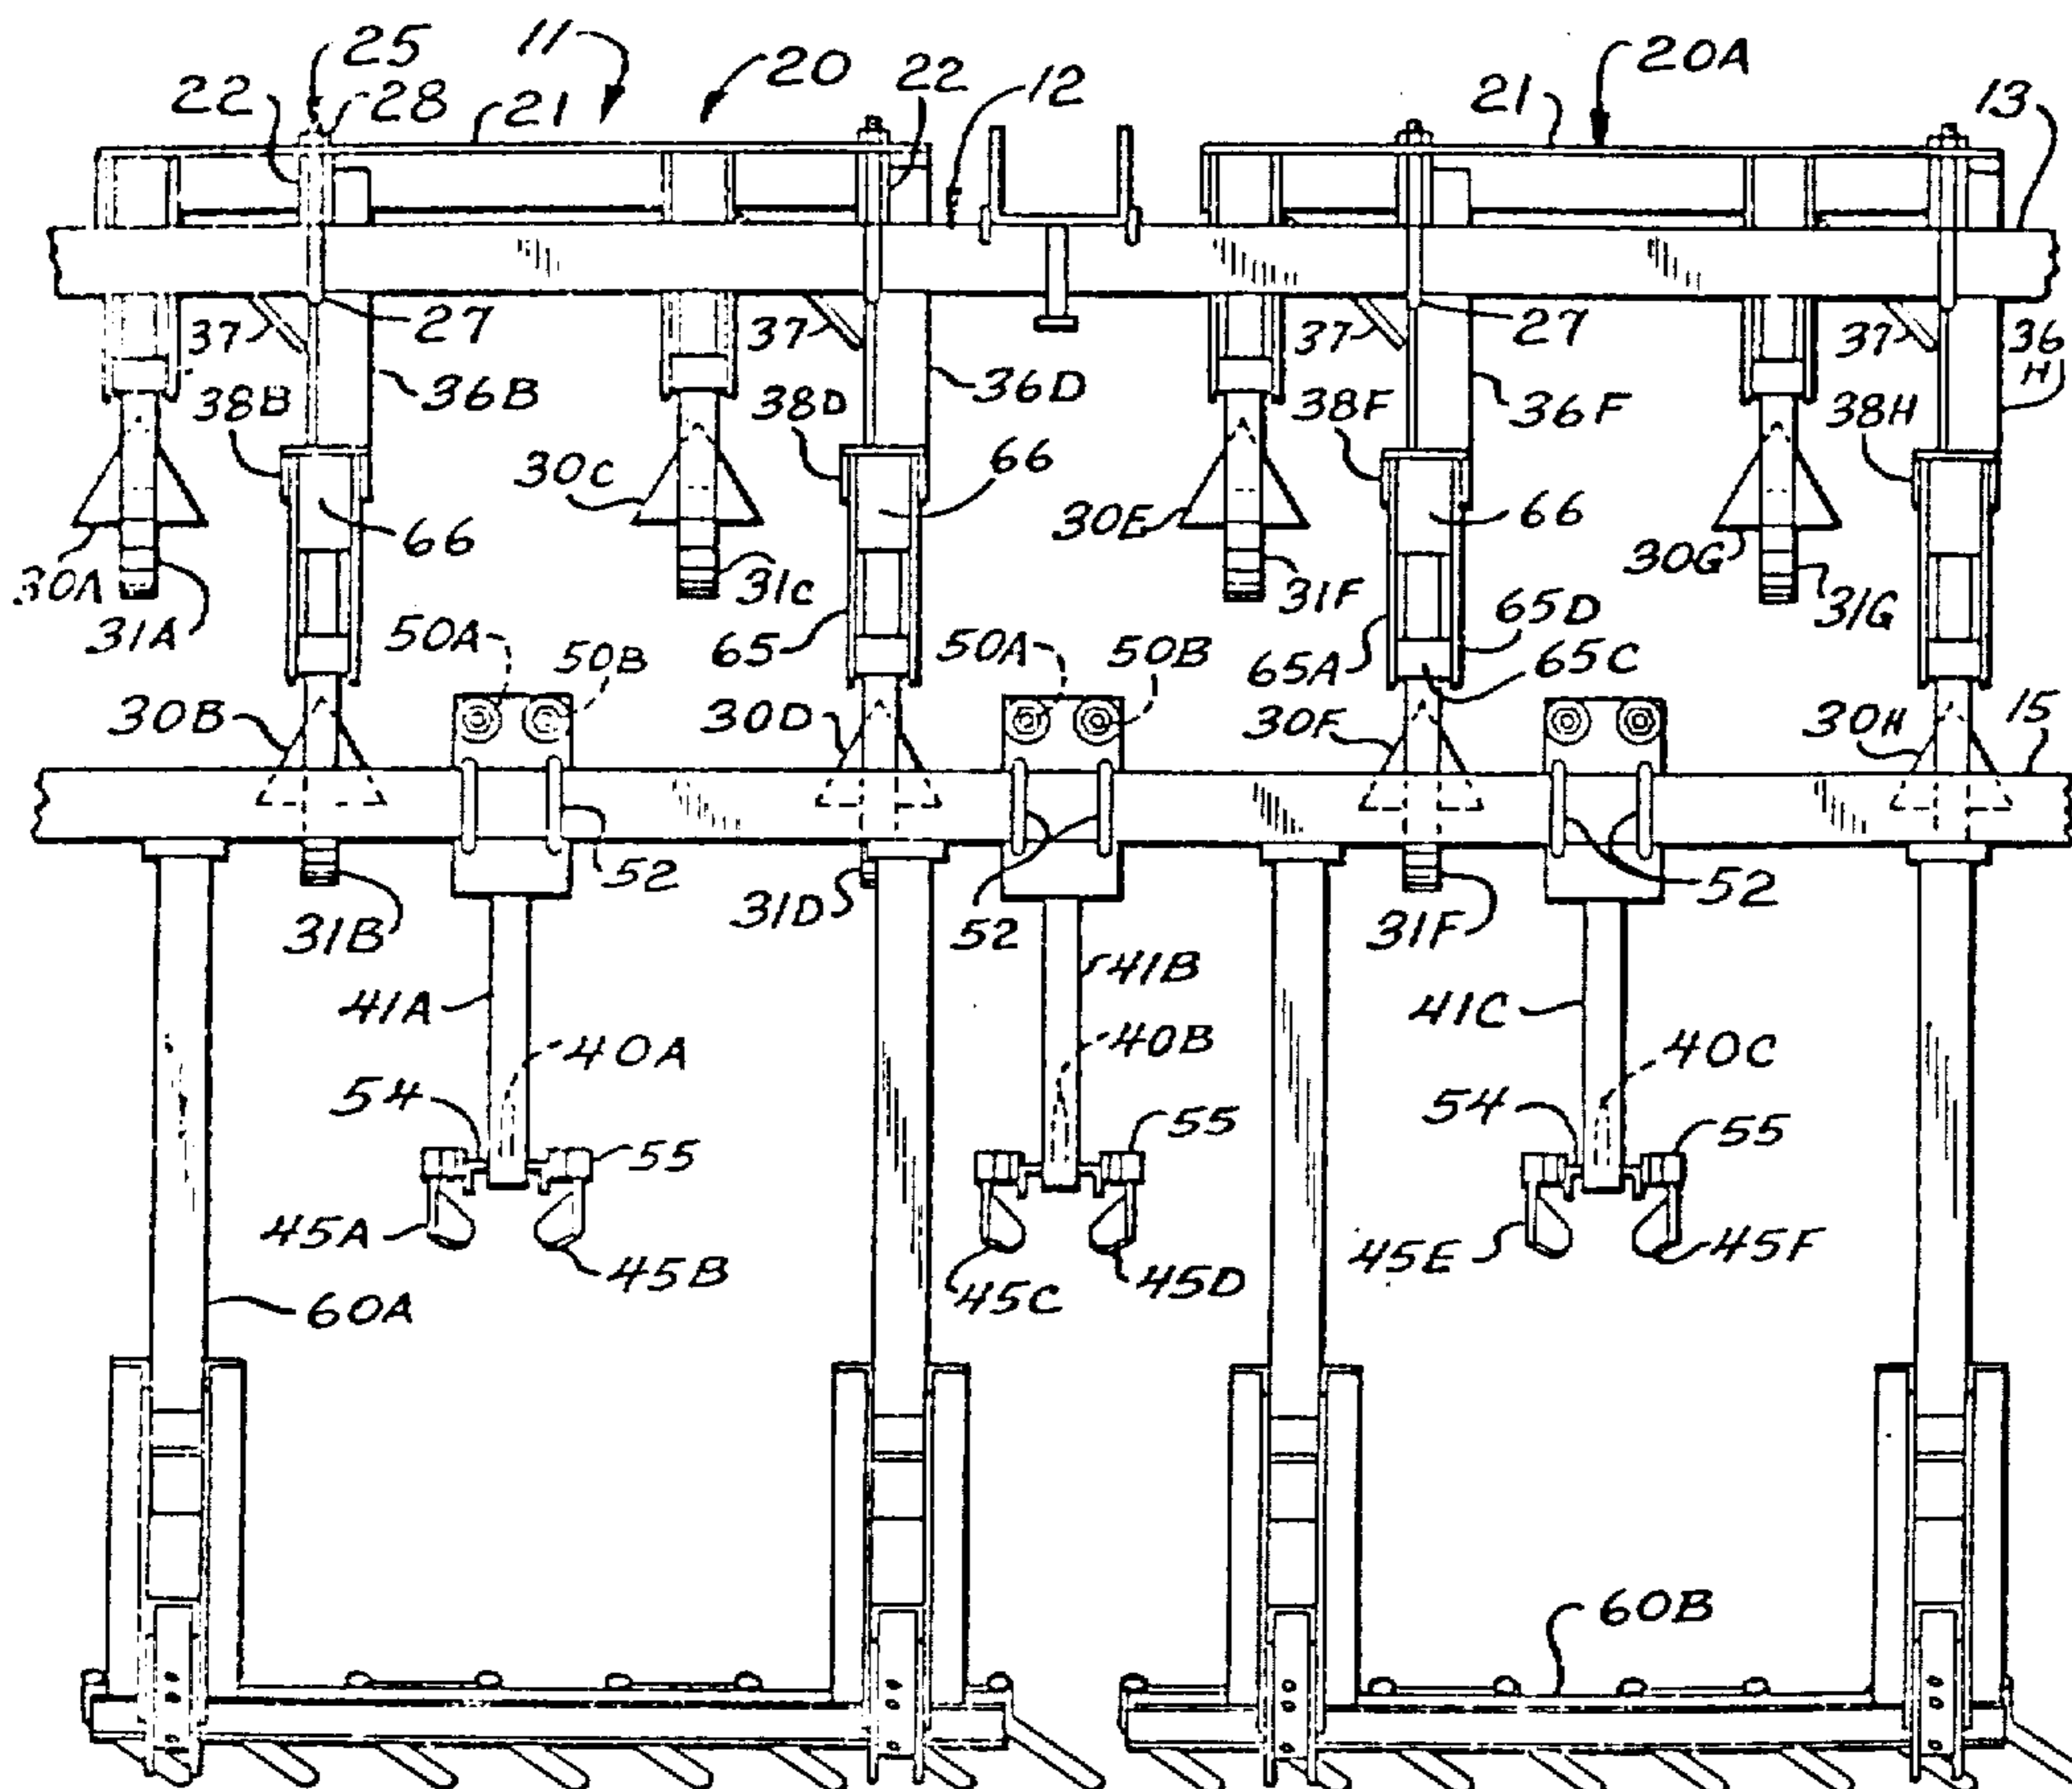 25 11 20 22 12 20A
22 28 21 21 13
37 27 37 37 27 37 36
H
38B 36B 38D 36D 38F 36F 38H
30C 66
66 30E 66
30A 31C 31F 30G
31A 50A 50B 65 50A 50B 65A 65D 31G
65C
30B 30D 30F 30H 15
52 31D 52 52
31B 31F
41A 41B 41C
40A 40B 40C
54 55 55 54 55
45A 45B 45C 45D 45E 45F
60A
60B